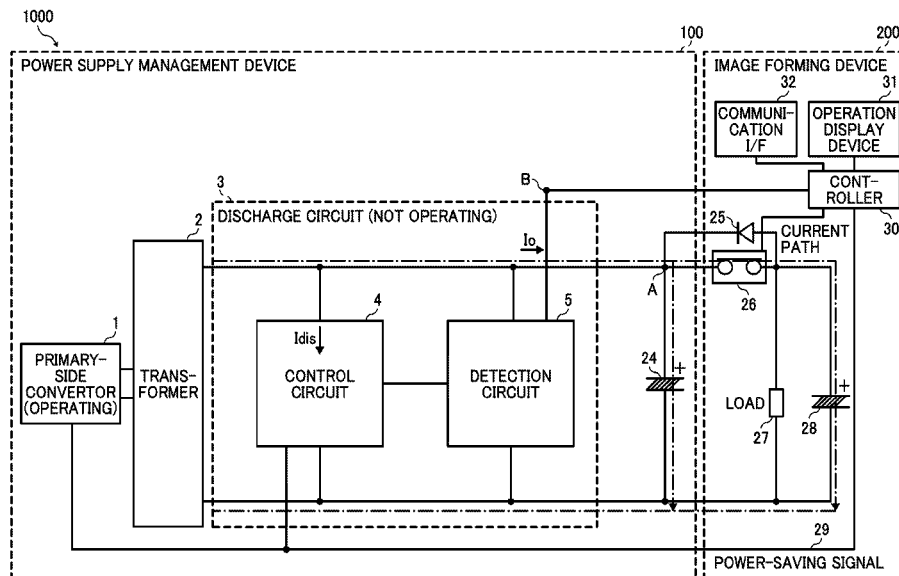 1000
100
200
POWER SUPPLY MANAGEMENT DEVICE
IMAGE FORMING DEVICE
32
31
COMMUNI-
CATION
I/F
OPERATION
DISPLAY
DEVICE
B
CONT-
ROLLER
30
3
DISCHARGE CIRCUIT (NOT OPERATING)
25
CURRENT
PATH
2
Io
A
26
4
5
1
Idis
PRIMARY-
SIDE
CONVERTOR
(OPERATING)
TRANS-
FORMER
CONTROL
CIRCUIT
DETECTION
CIRCUIT
24
+
LOAD
27
+
28
29
POWER-SAVING SIGNAL